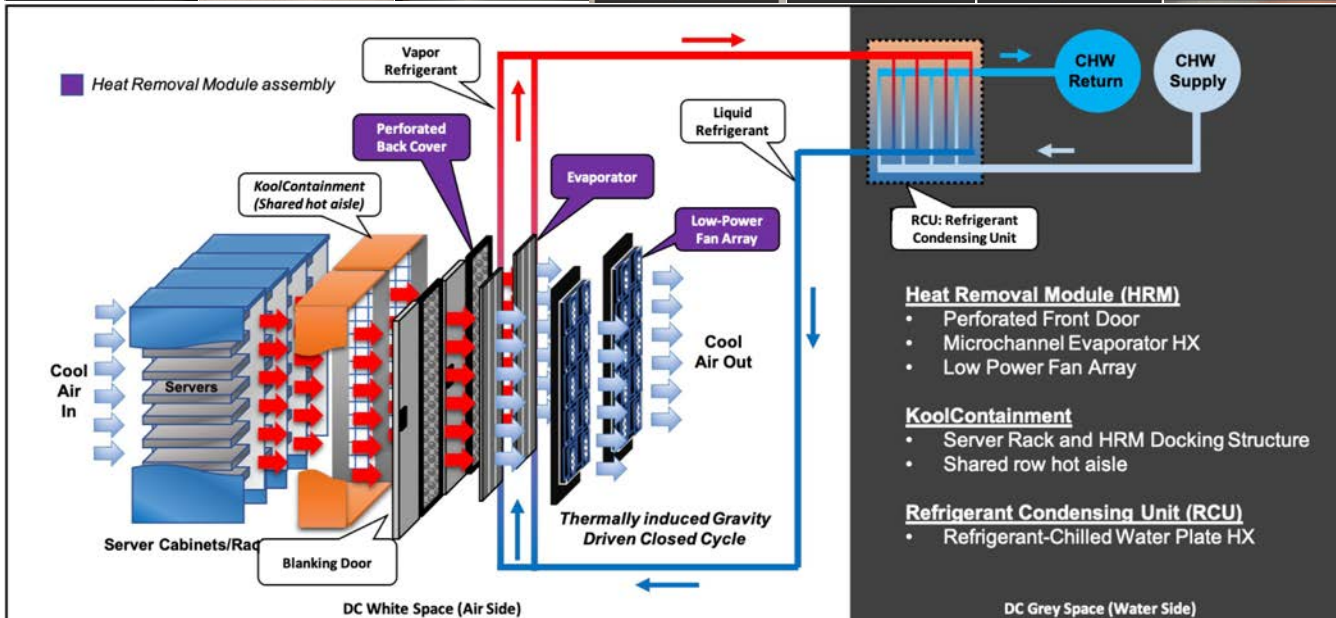 Heat Removal Module assembly
Vapor
Refrigerant
Perforated
Back Cover
KoolContainment
(Shared hot aisle)
Evaporator
Low-Power
Fan Array
Liquid
Refrigerant
CHW
Return
CHW
Supply
RCU: Refrigerant
Condensing Unit
Cool
Air
In
Servers
Cool
Air Out
Server Cabinets/Rac
Blanking Door
Thermally induced Gravity
Driven Closed Cycle
DC White Space (Air Side)
Heat Removal Module (HRM)
• Perforated Front Door
• Microchannel Evaporator HX
• Low Power Fan Array
KoolContainment
• Server Rack and HRM Docking Structure
• Shared row hot aisle
Refrigerant Condensing Unit (RCU)
• Refrigerant-Chilled Water Plate HX
DC Grey Space (Water Side)